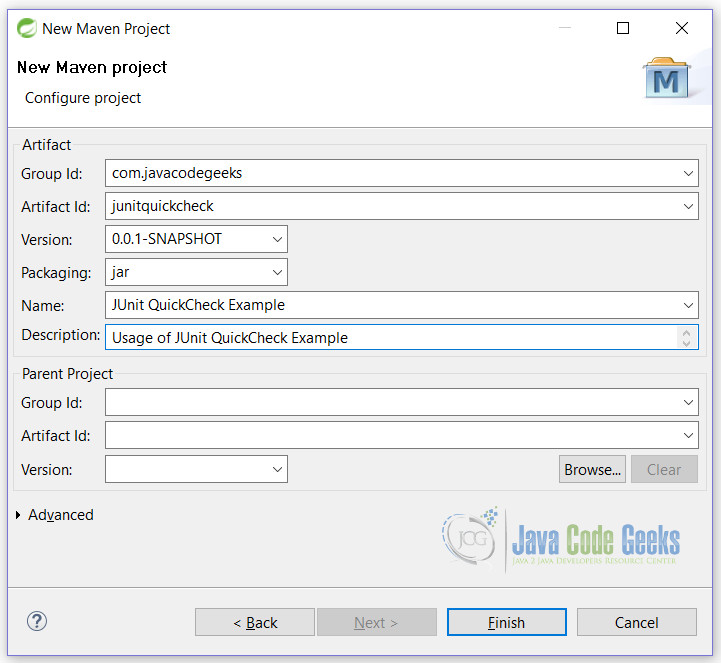 New Maven Project
New Maven project
Configure project
M
Artifact
Group Id: com.javacodegeeks
Artifact Id: junitquickcheck
Version: 0.0.1-SNAPSHOT
Packaging: jar
Name: JUnit QuickCheck Example
Description: Usage of JUnit QuickCheck Example
Parent Project
Group Id:
Artifact Id:
Version: Browse... Clear
Advanced
JCG Java Code Geeks
JAVA 2 JAVA DEVELOPERS RESOURCE CENTER
? < Back Next > Finish Cancel